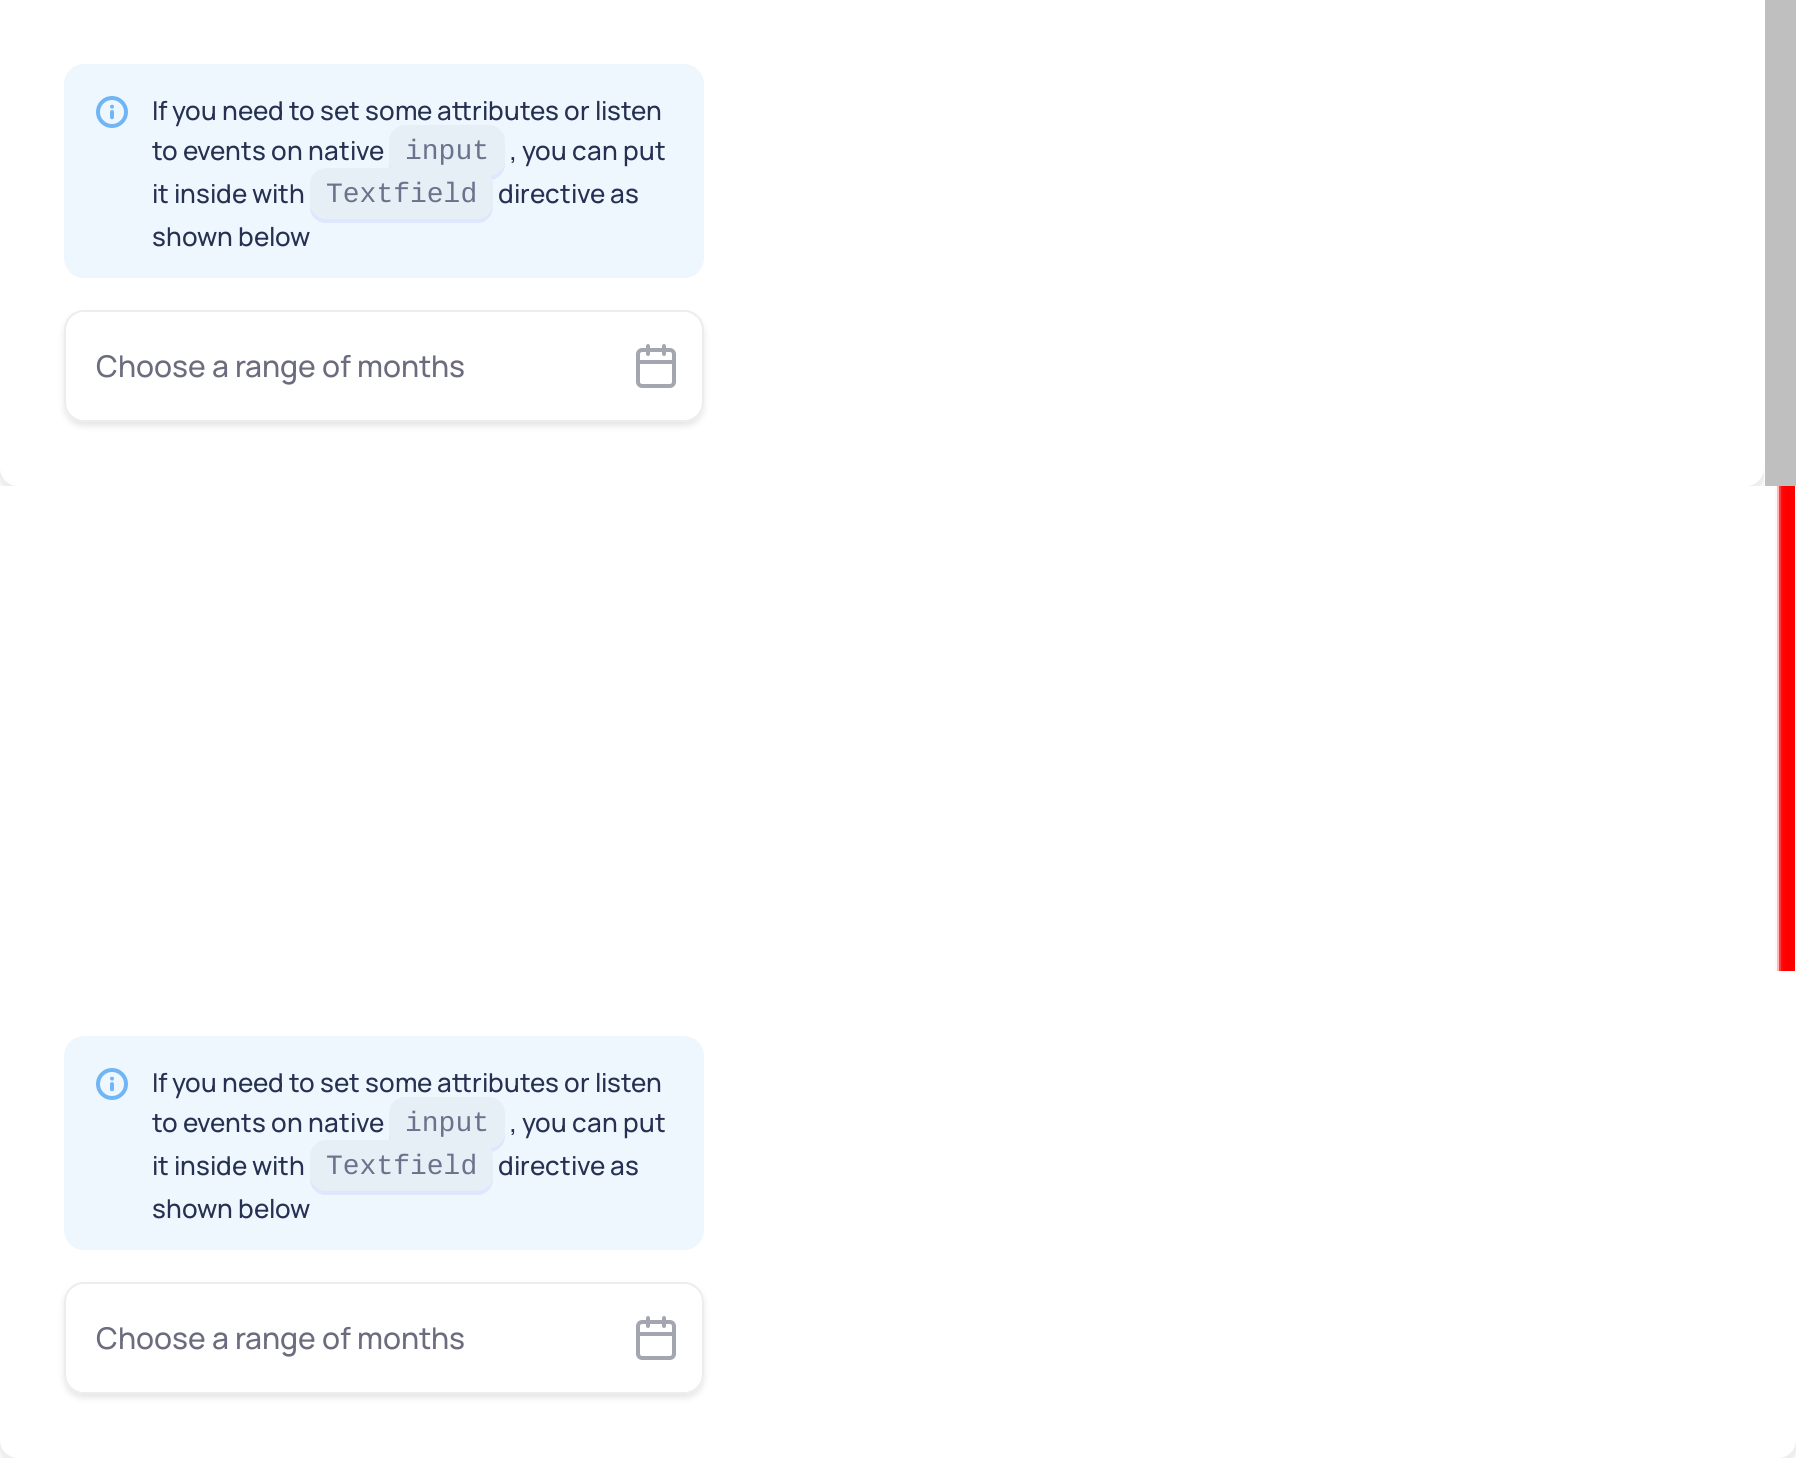 If you need to set some attributes or listen
to events on native input , you can put
it inside with Textfield directive as
shown below
Choose a range of months
If you need to set some attributes or listen
to events on native input , you can put
it inside with Textfield directive as
shown below
Choose a range of months